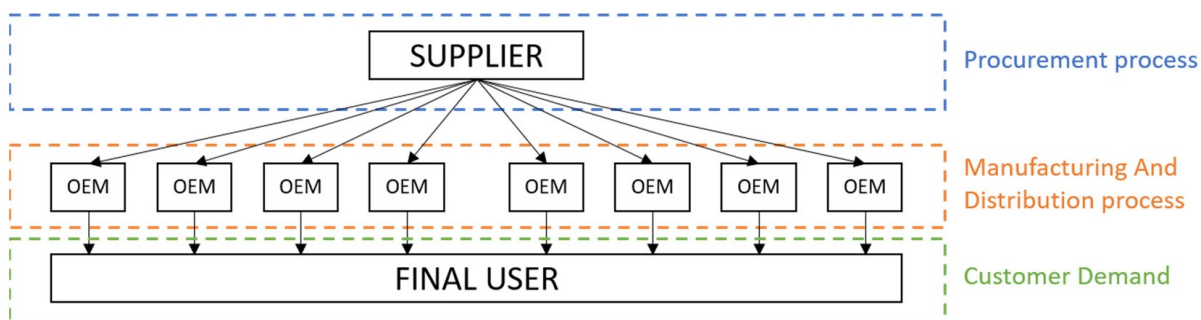 SUPPLIER
Procurement process
OEM OEM OEM OEM OEM OEM OEM OEM
Manufacturing And
Distribution process
FINAL USER
Customer Demand